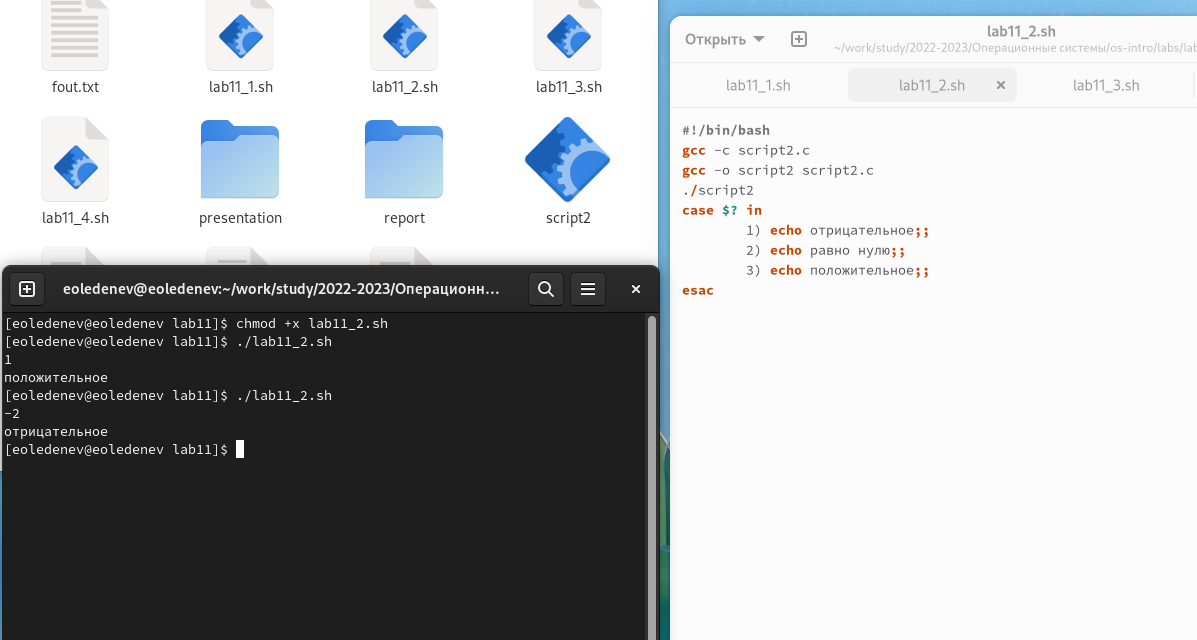 fout.txt
lab11_1.sh
lab11_2.sh
lab11_3.sh
lab11_4.sh
presentation
report
script2
eoledenev@eoledenev:~/work/study/2022-2023/Операционн...
[eoledenev@eoledenev lab11]$ chmod +x lab11_2.sh
[eoledenev@eoledenev lab11]$ ./lab11_2.sh
1
положительное
[eoledenev@eoledenev lab11]$ ./lab11_2.sh
-2
отрицательное
[eoledenev@eoledenev lab11]$
Открыть
lab11_2.sh
~/work/study/2022-2023/Операционные системы/os-intro/labs/lab
lab11_1.sh
lab11_2.sh
lab11_3.sh
#!/bin/bash
gcc -c script2.c
gcc -o script2 script2.c
./script2
case $? in
1) echo отрицательное;;
2) echo равно нулю;;
3) echo положительное;;
esac